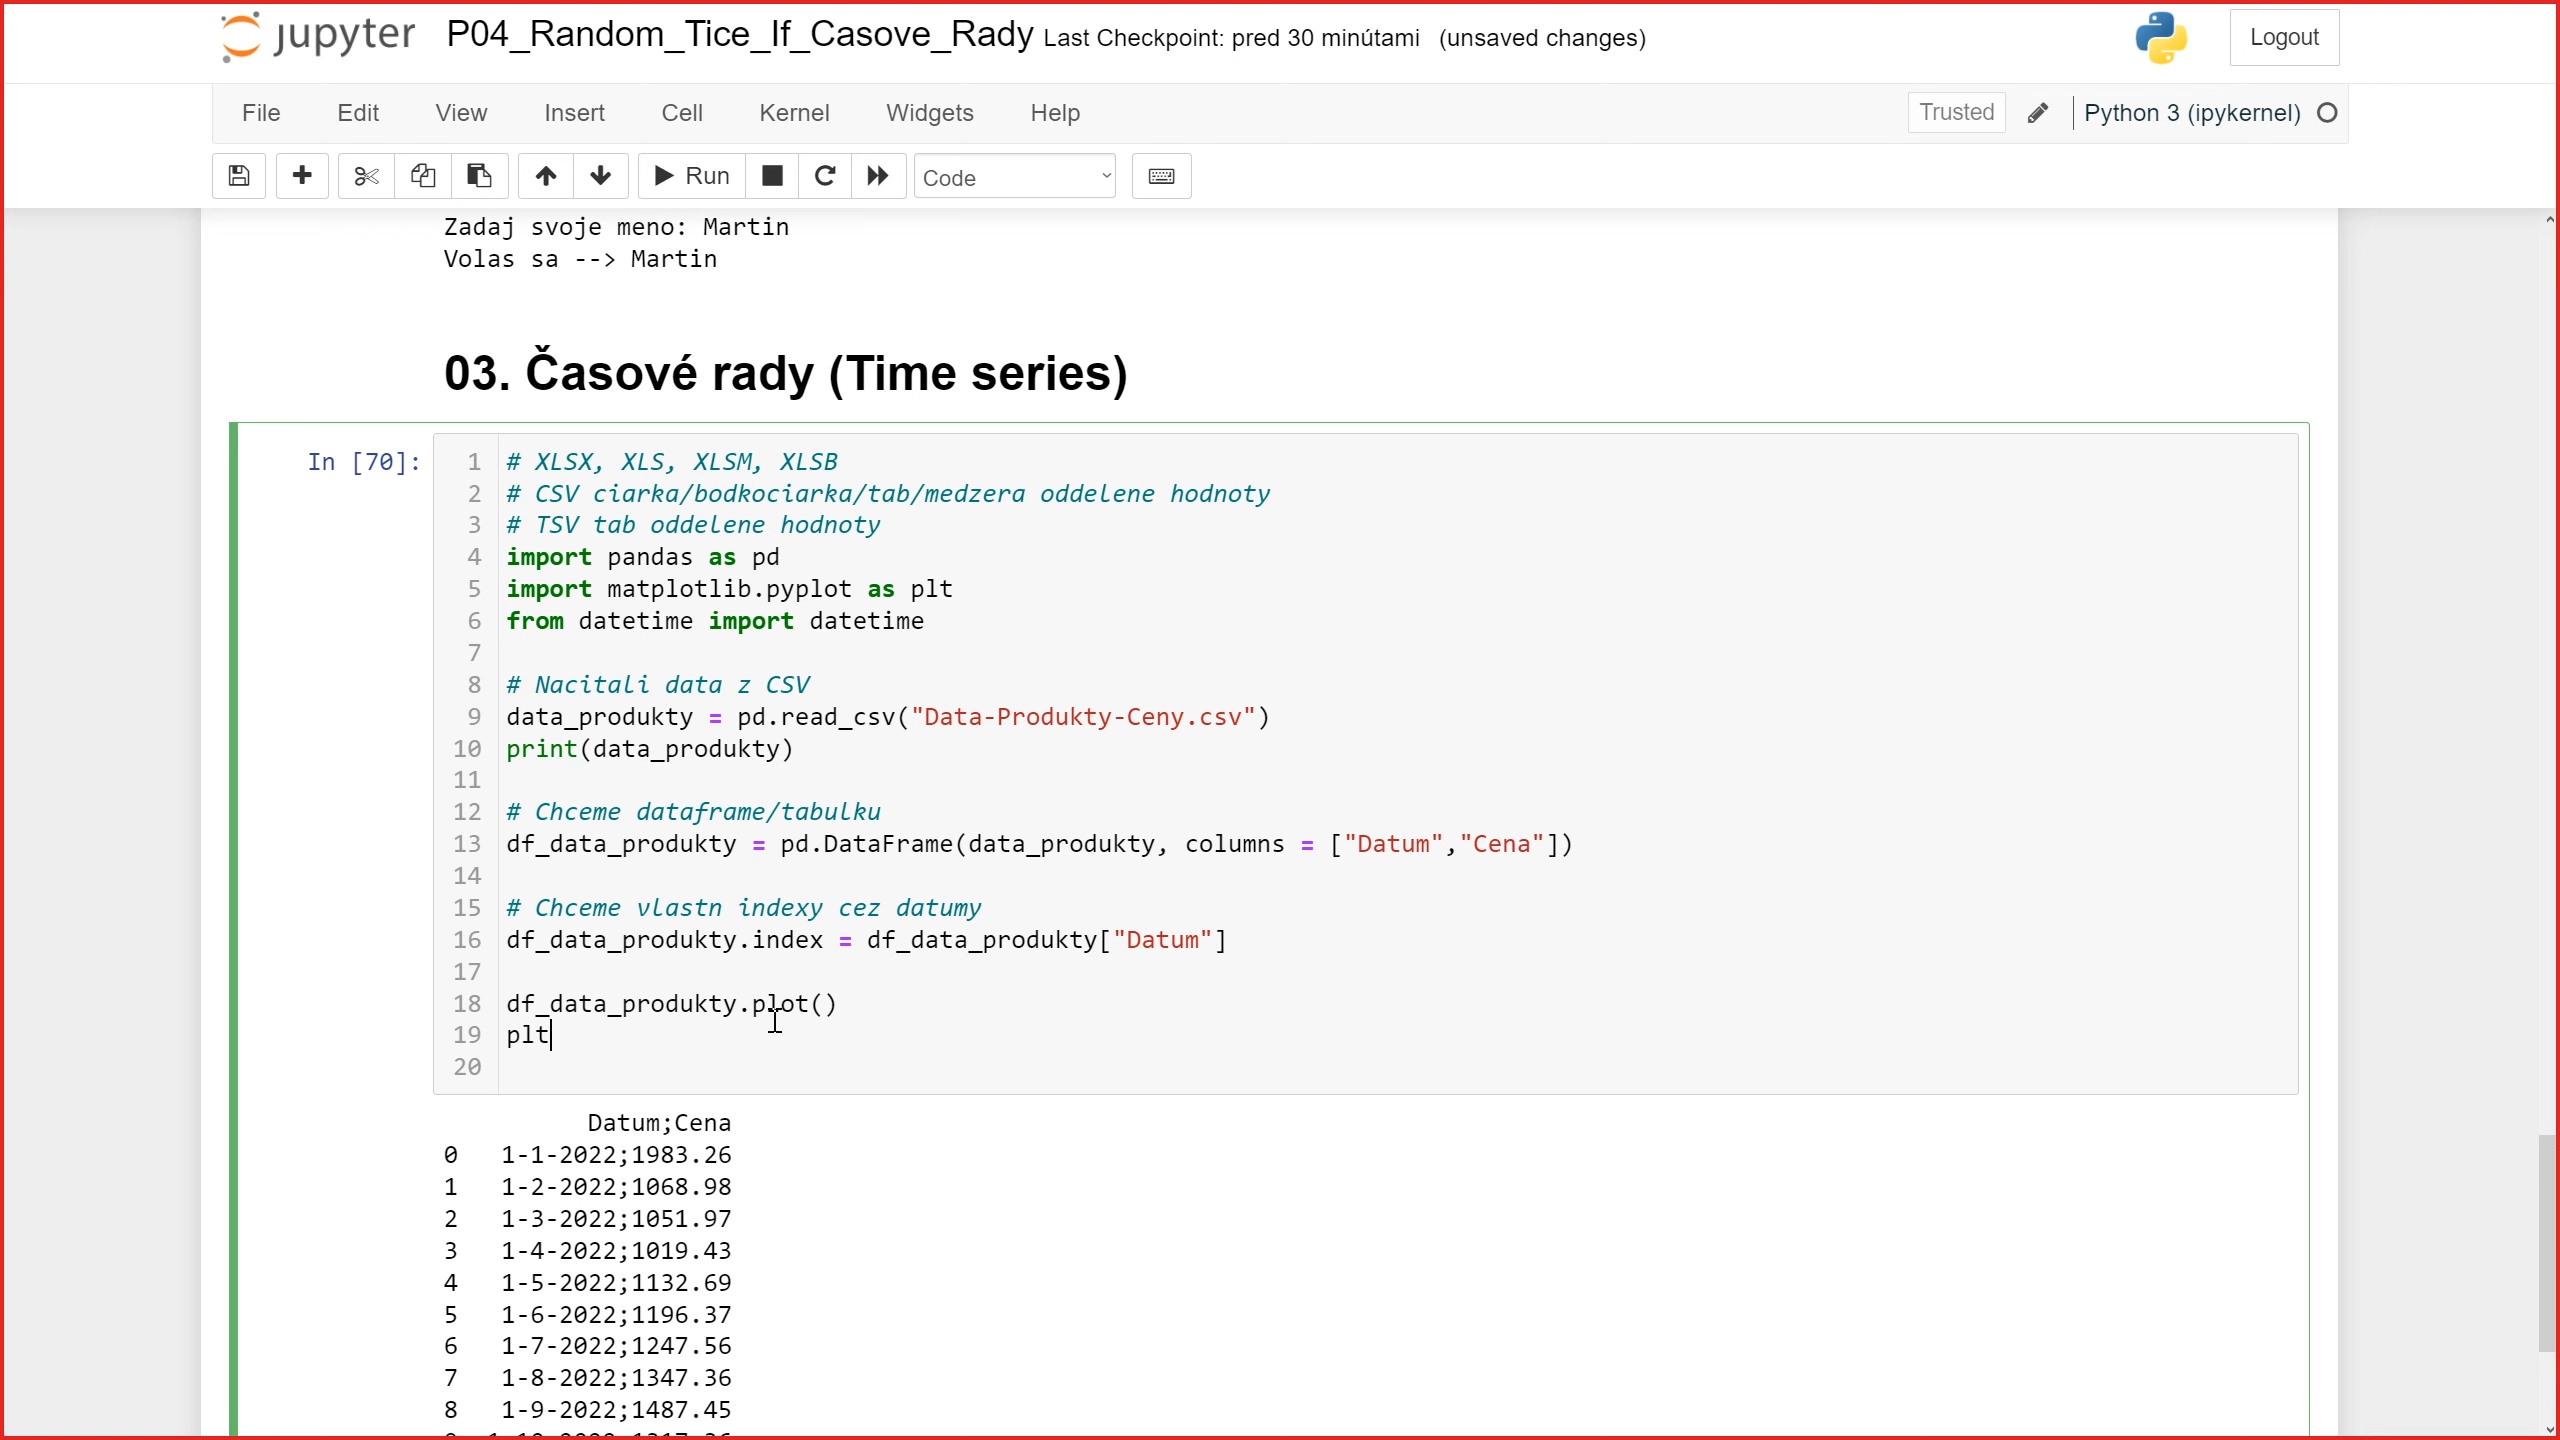 jupyter P04_Random_Tice_If_Casove_Rady Last Checkpoint: pred 30 minútami (unsaved changes) Logout
File Edit View Insert Cell Kernel Widgets Help Trusted Python 3 (ipykernel)
Run Code
Zadaj svoje meno: Martin
Volas sa --> Martin
03. Časové rady (Time series)
In [70]:
1 # XLSX, XLS, XLSM, XLSB
2 # CSV ciarka/bodkociarka/tab/medzera oddelene hodnoty
3 # TSV tab oddelene hodnoty
4 import pandas as pd
5 import matplotlib.pyplot as plt
6 from datetime import datetime
7
8 # Nacitali data z CSV
9 data_produkty = pd.read_csv("Data-Produkty-Ceny.csv")
10 print(data_produkty)
11
12 # Chceme dataframe/tabulku
13 df_data_produkty = pd.DataFrame(data_produkty, columns = ["Datum","Cena"])
14
15 # Chceme vlastn indexy cez datumy
16 df_data_produkty.index = df_data_produkty["Datum"]
17
18 df_data_produkty.plot()
19 plt
20
Datum;Cena
0 1-1-2022;1983.26
1 1-2-2022;1068.98
2 1-3-2022;1051.97
3 1-4-2022;1019.43
4 1-5-2022;1132.69
5 1-6-2022;1196.37
6 1-7-2022;1247.56
7 1-8-2022;1347.36
8 1-9-2022;1487.45